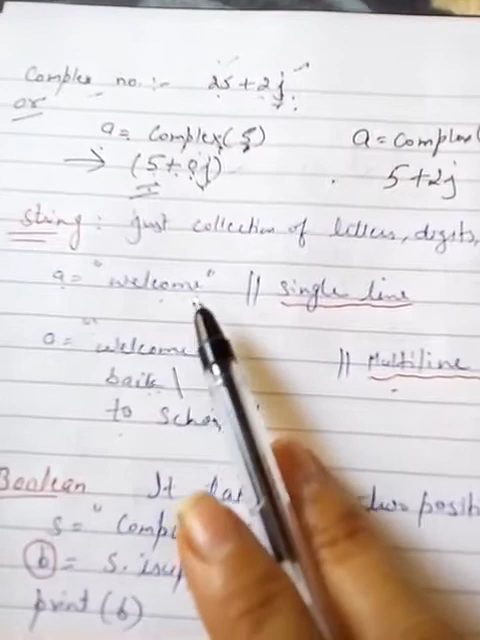 Complex no. :- 25+2j
or
a = Complex(5) a = Complex(
→ (5+0j) 5+2j
String : just collection of letters, digits,
a = "welcome" || single line
a = "welcome || Multiline
back \
to
Boolean It
s = "Comp
b = s. isup
print (b)